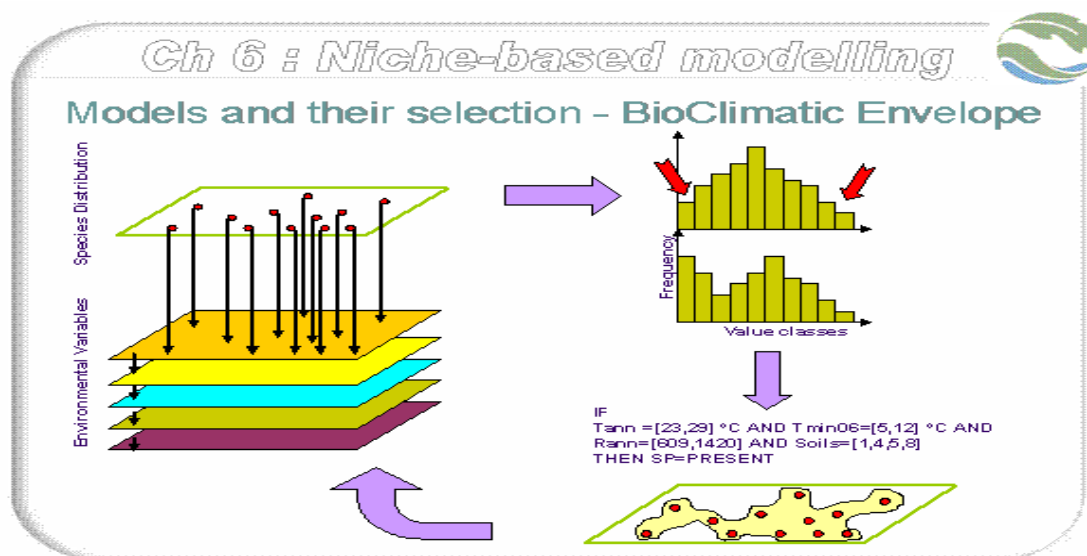 Ch 6 : Niche-based modelling
Models and their selection - BioClimatic Envelope
Species Distribution
Environmental Variables
Frequency
Value classes
IF
Tann =[23,29] °C AND Tmin06=[5,12] °C AND
Rann=[609,1420] AND Soils=[1,4,5,8]
THEN SP=PRESENT